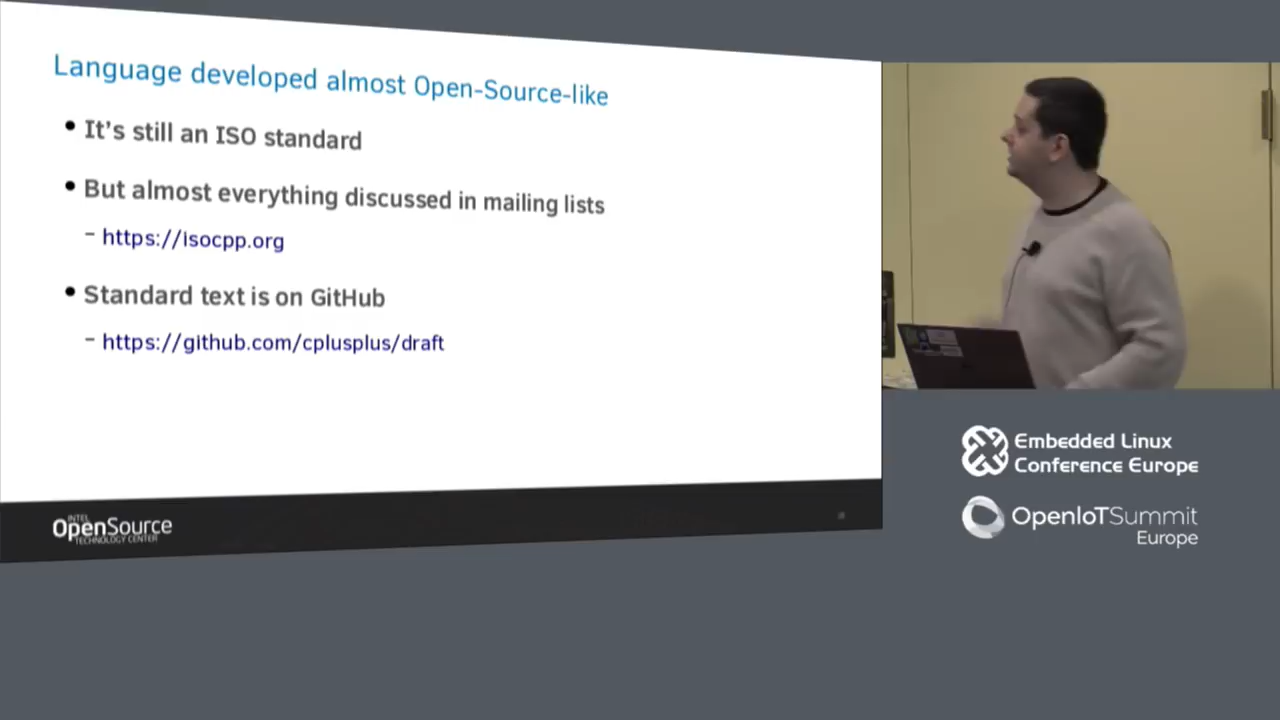 Language developed almost Open-Source-like
• It's still an ISO standard
• But almost everything discussed in mailing lists
– https://isocpp.org
• Standard text is on GitHub
– https://github.com/cplusplus/draft
INTEL
OpenSource
TECHNOLOGY CENTER
Embedded Linux
Conference Europe
OpenIoTSummit
Europe